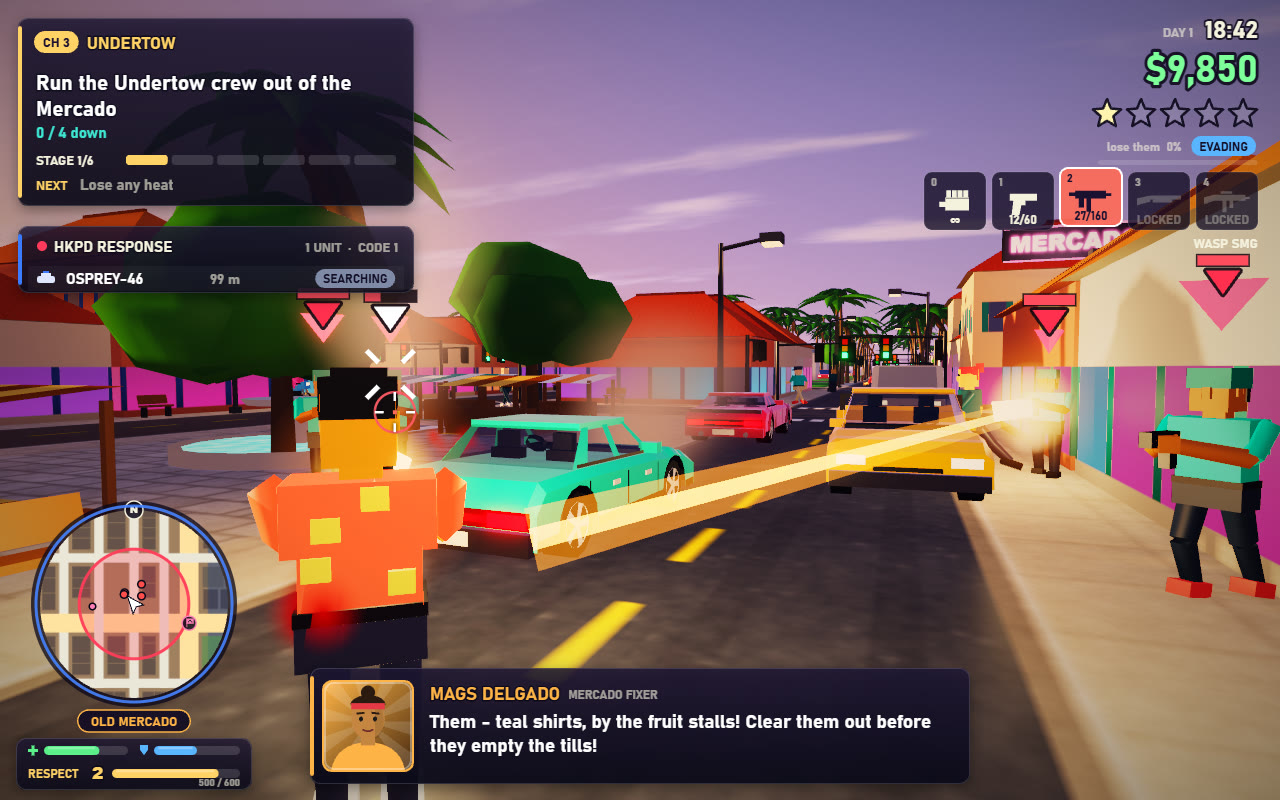 CH 3 UNDERTOW
Run the Undertow crew out of the
Mercado
0 / 4 down
STAGE 1/6
NEXT Lose any heat
HKPD RESPONSE 1 UNIT · CODE 1
OSPREY-46 99 m SEARCHING
DAY 1 18:42
$9,850
lose them 0% EVADING
0 1 2 3 4
∞ 12/60 27/160 LOCKED LOCKED
WASP SMG
MERCAD
N
OLD MERCADO
RESPECT 2
500 / 600
MAGS DELGADO MERCADO FIXER
Them - teal shirts, by the fruit stalls! Clear them out before
they empty the tills!